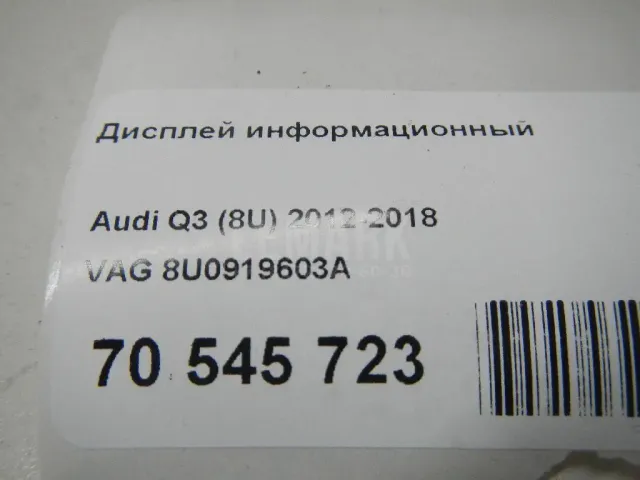 Дисплей информационный
Audi Q3 (8U) 2012-2018
VAG 8U0919603A
70 545 723